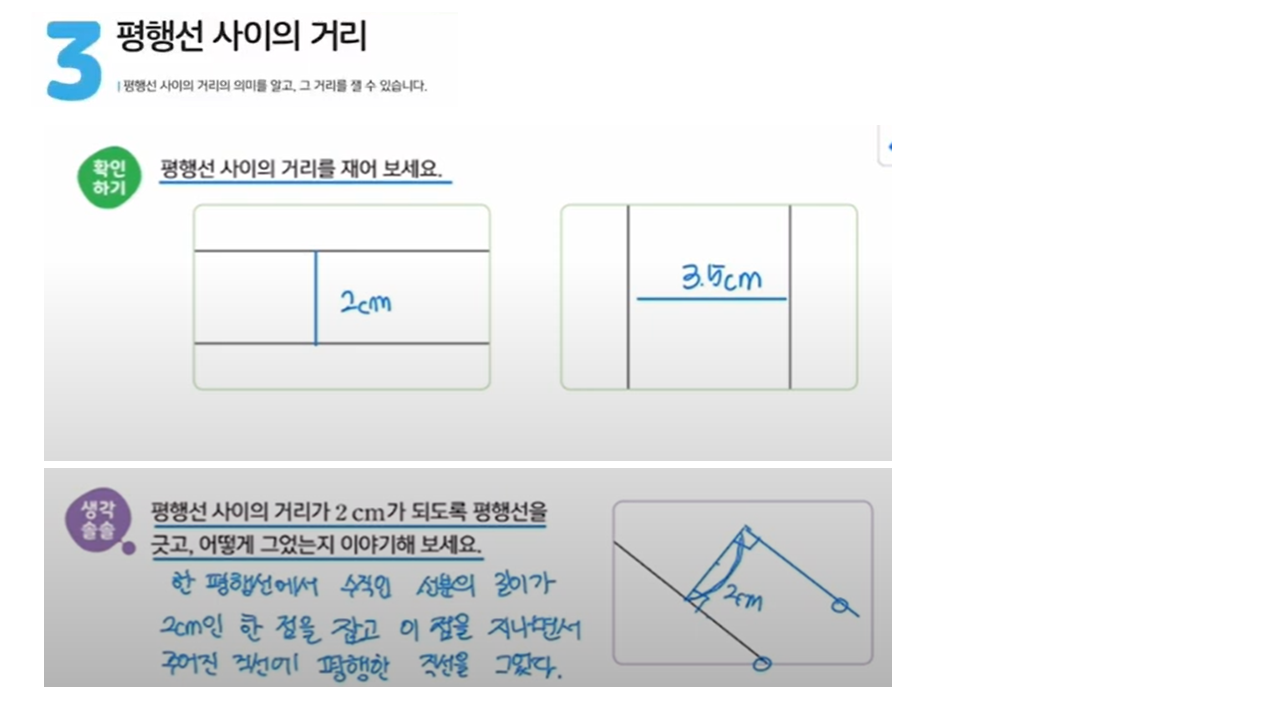 3
평행선 사이의 거리
평행선 사이의 거리의 의미를 알고, 그 거리를 잴 수 있습니다.
확인
하기
평행선 사이의 거리를 재어 보세요.
2cm
3.5cm
생각
솔솔
평행선 사이의 거리가 2 cm가 되도록 평행선을
긋고, 어떻게 그었는지 이야기해 보세요.
한 평행선에서 수직인 선분의 길이가
2cm인 한 점을 잡고 이 점을 지나면서
주어진 직선에 평행한 직선을 그었다.
2cm